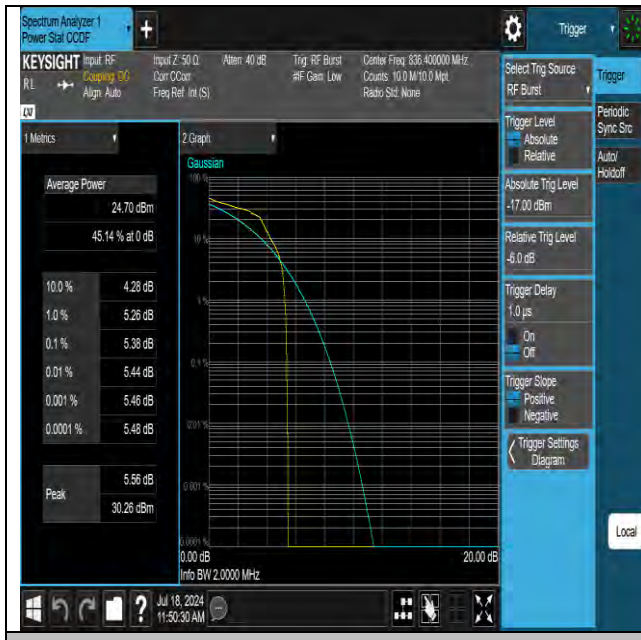 Spectrum Analyzer 1
Power Stat CCDF
+
Trigger
KEYSIGHT
RL
Input: RF
Coupling: DC
Align: Auto
Input Z: 50 Ω
Corr CCorr
Freq Ref: Int (S)
Atten: 40 dB
Trig: RF Burst
#IF Gain: Low
Center Freq: 836.400000 MHz
Counts: 10.0 M/10.0 Mpt
Radio Std: None
1 Metrics
Average Power
24.70 dBm
45.14 % at 0 dB
10.0 % 4.28 dB
1.0 % 5.26 dB
0.1 % 5.38 dB
0.01 % 5.44 dB
0.001 % 5.46 dB
0.0001 % 5.48 dB
Peak
5.56 dB
30.26 dBm
2 Graph
Gaussian
100 %
10 %
1 %
0.1 %
0.01 %
0.001 %
0.0001 %
0.00 dB
20.00 dB
Info BW 2.0000 MHz
Select Trig Source
RF Burst
Trigger Level
Absolute
Relative
Absolute Trig Level
-17.00 dBm
Relative Trig Level
-6.0 dB
Trigger Delay
1.0 µs
On
Off
Trigger Slope
Positive
Negative
Trigger Settings
Diagram
Trigger
Periodic
Sync Src
Auto/
Holdoff
Local
?
Jul 18, 2024
11:50:30 AM